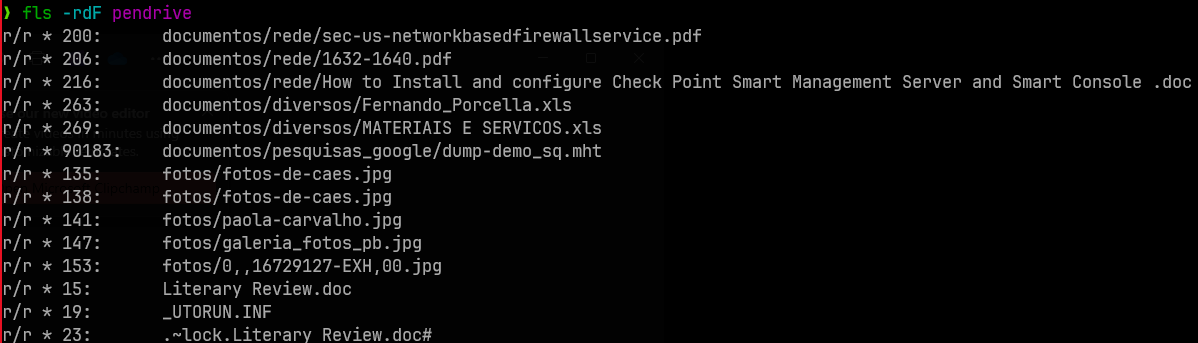 ❯ fls -rdF pendrive
r/r * 200: documentos/rede/sec-us-networkbasedfirewallservice.pdf
r/r * 206: documentos/rede/1632-1640.pdf
r/r * 216: documentos/rede/How to Install and configure Check Point Smart Management Server and Smart Console .doc
r/r * 263: documentos/diversos/Fernando_Porcella.xls
r/r * 269: documentos/diversos/MATERIAIS E SERVICOS.xls
r/r * 90183: documentos/pesquisas_google/dump-demo_sq.mht
r/r * 135: fotos/fotos-de-caes.jpg
r/r * 138: fotos/fotos-de-caes.jpg
r/r * 141: fotos/paola-carvalho.jpg
r/r * 147: fotos/galeria_fotos_pb.jpg
r/r * 153: fotos/0,,16729127-EXH,00.jpg
r/r * 15: Literary Review.doc
r/r * 19: _UTORUN.INF
r/r * 23: .~lock.Literary Review.doc#